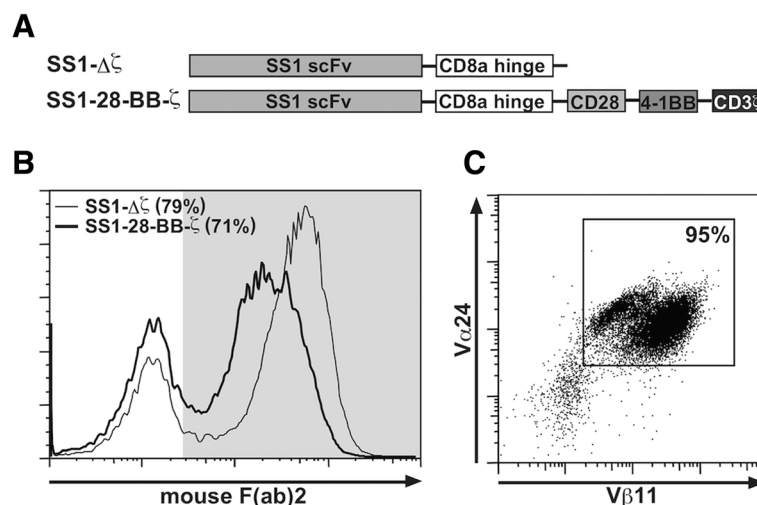 A
SS1-Δζ
SS1 scFv
CD8a hinge
SS1-28-BB-ζ
SS1 scFv
CD8a hinge
CD28
4-1BB
CD3ζ
B
SS1-Δζ (79%)
SS1-28-BB-ζ (71%)
mouse F(ab)2
C
95%
Vα24
Vβ11